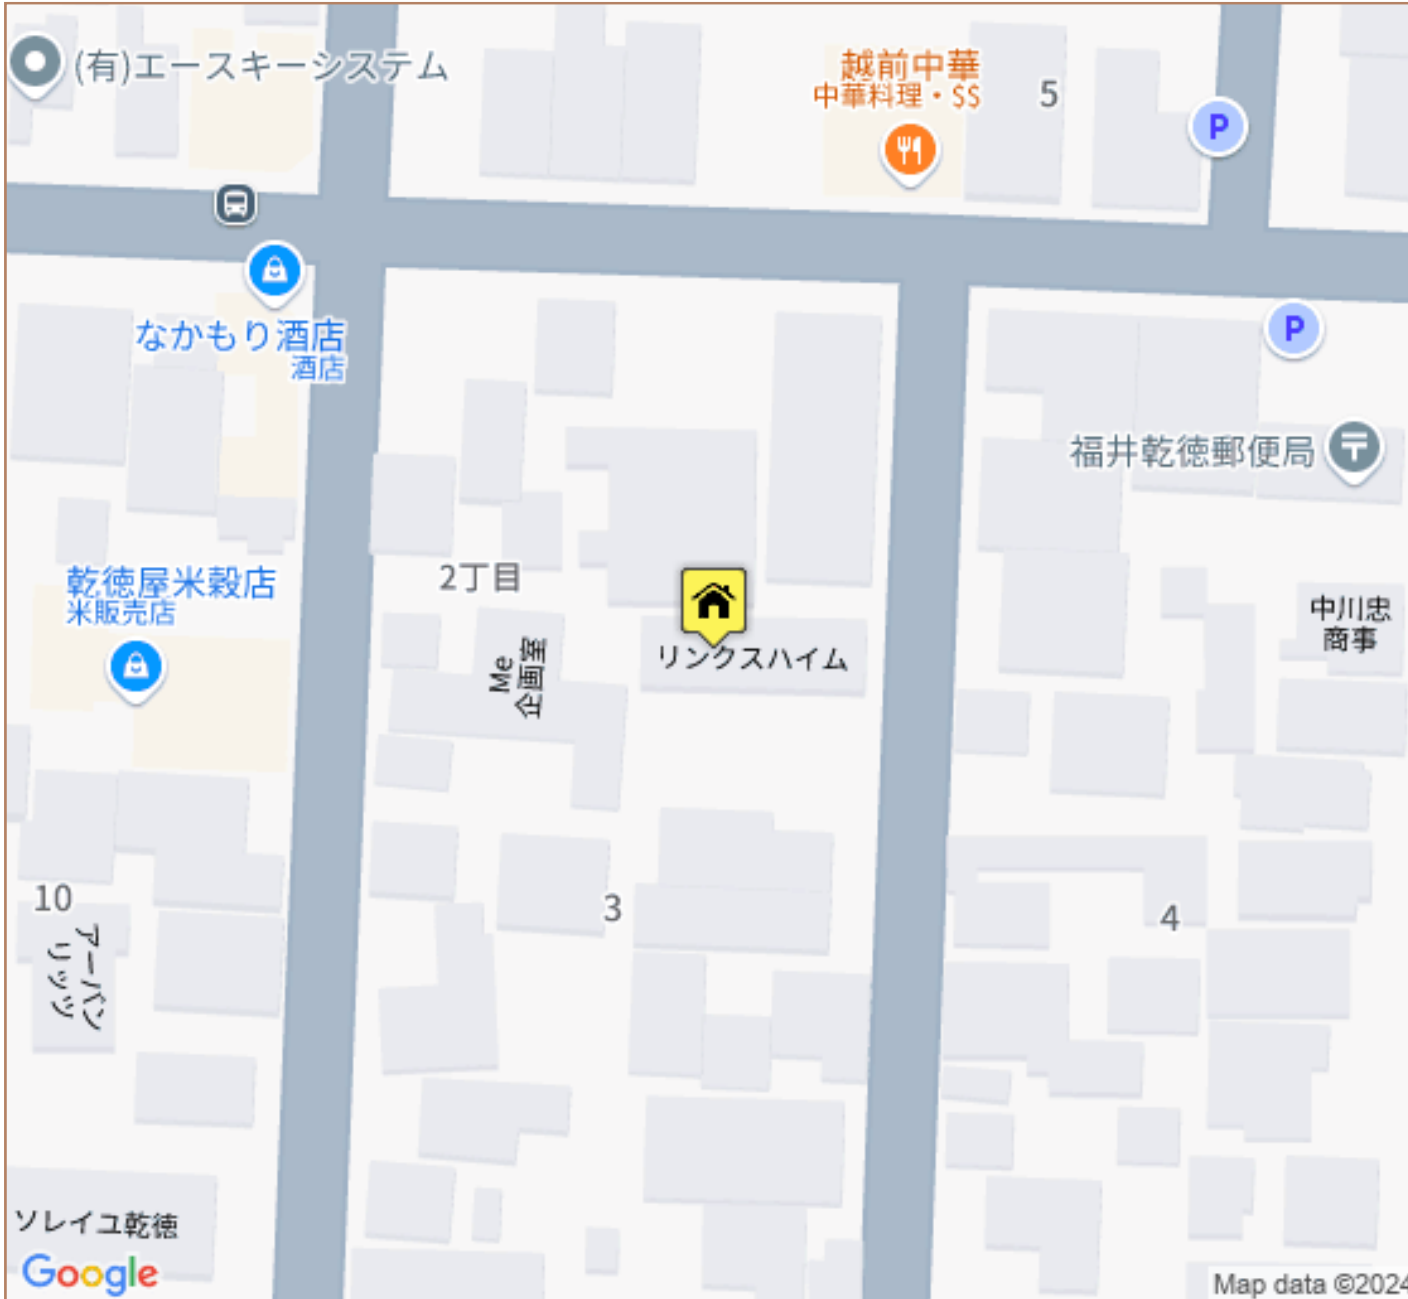 (有)エースキーシステム
越前中華
中華料理・SS
5
P
なかもり酒店
酒店
P
福井乾徳郵便局
乾徳屋米穀店
米販売店
2丁目
Me
企画室
リンクスハイム
中川忠
商事
10
アーバン
リッツ
3
4
ソレイユ乾徳
Google
Map data ©2024